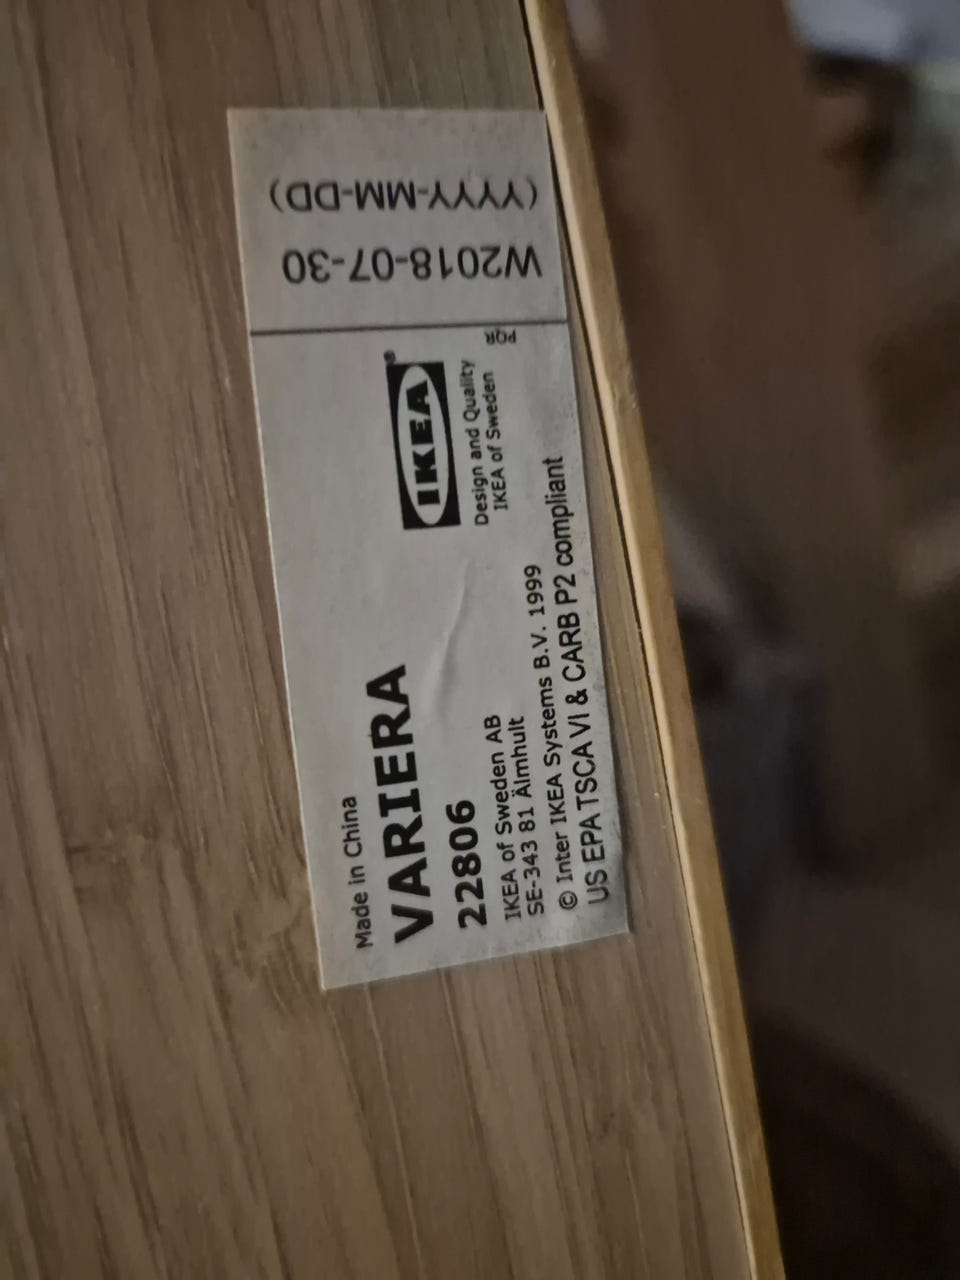 Made in China
VARIERA
22806
IKEA of Sweden AB
SE-343 81 Älmhult
© Inter IKEA Systems B.V. 1999
US EPA TSCA VI & CARB P2 compliant
IKEA®
Design and Quality
IKEA of Sweden
PQR
W2018-07-30
(YYYY-MM-DD)